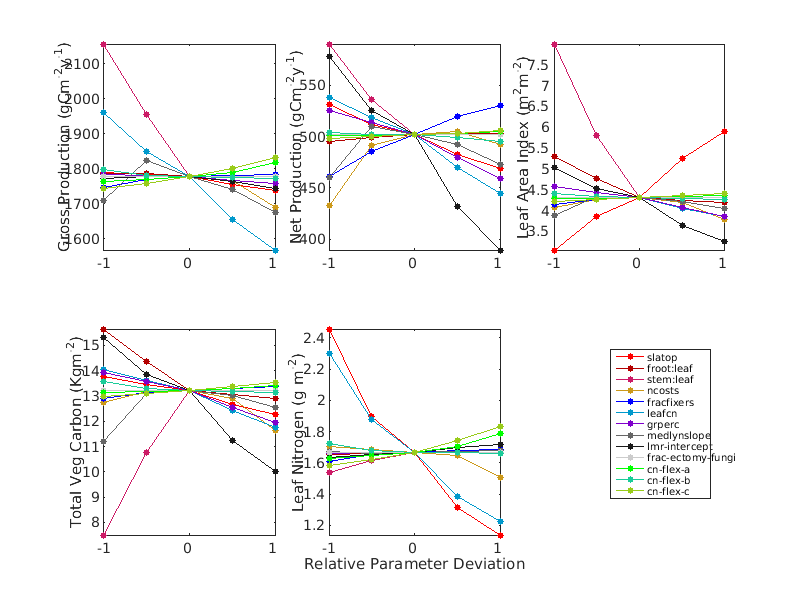 Gross Production (gCm⁻²y⁻¹)
2100
2000
1900
1800
1700
1600
-1 0 1
Net Production (gCm⁻²y⁻¹)
550
500
450
400
-1 0 1
Leaf Area Index (m²m⁻²)
7.5
7
6.5
6
5.5
5
4.5
4
3.5
-1 0 1
Total Veg Carbon (Kgm⁻²)
15
14
13
12
11
10
9
8
-1 0 1
Leaf Nitrogen (g m⁻²)
2.4
2.2
2
1.8
1.6
1.4
1.2
-1 0 1
Relative Parameter Deviation
slatop
froot:leaf
stem:leaf
ncosts
fracfixers
leafcn
grperc
medlynslope
lmr-intercept
frac-ectomy-fungi
cn-flex-a
cn-flex-b
cn-flex-c